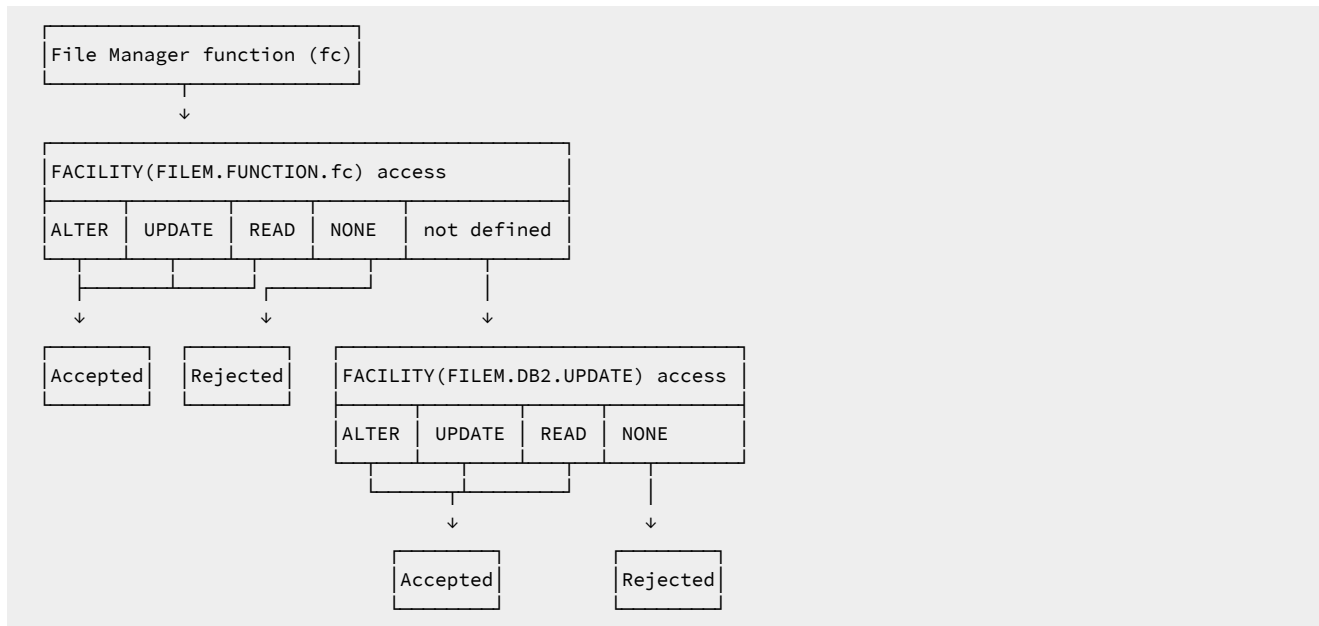 File Manager function (fc)
FACILITY(FILEM.FUNCTION.fc) access
ALTER UPDATE READ NONE not defined
Accepted Rejected FACILITY(FILEM.DB2.UPDATE) access
ALTER UPDATE READ NONE
Accepted Rejected